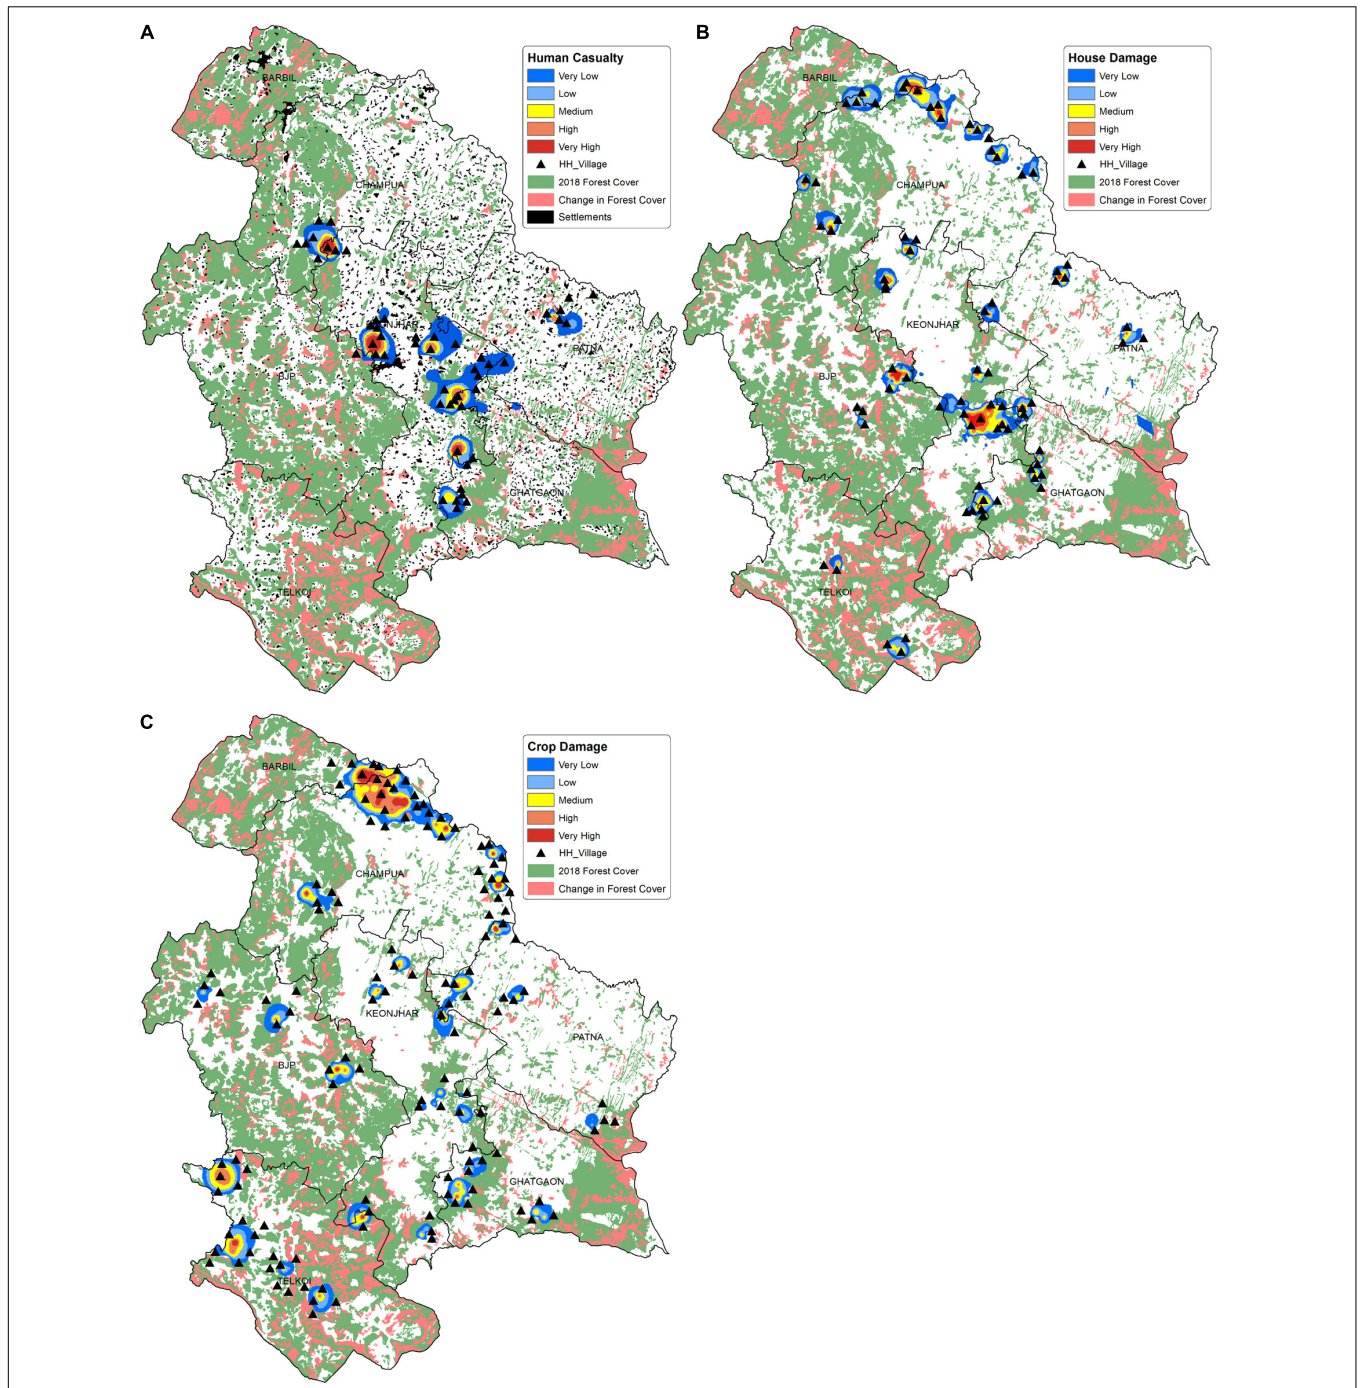 A
Human Casualty
Very Low
Low
Medium
High
Very High
HH_Village
2018 Forest Cover
Change in Forest Cover
Settlements
BARBIL
CHAMPUA
KEONJHAR
PATNA
BJP
GHATGAON
TELKOI
B
House Damage
Very Low
Low
Medium
High
Very High
HH_Village
2018 Forest Cover
Change in Forest Cover
BARBIL
CHAMPUA
KEONJHAR
PATNA
BJP
GHATGAON
TELKOI
C
Crop Damage
Very Low
Low
Medium
High
Very High
HH_Village
2018 Forest Cover
Change in Forest Cover
BARBIL
CHAMPUA
KEONJHAR
PATNA
BJP
GHATGAON
TELKOI